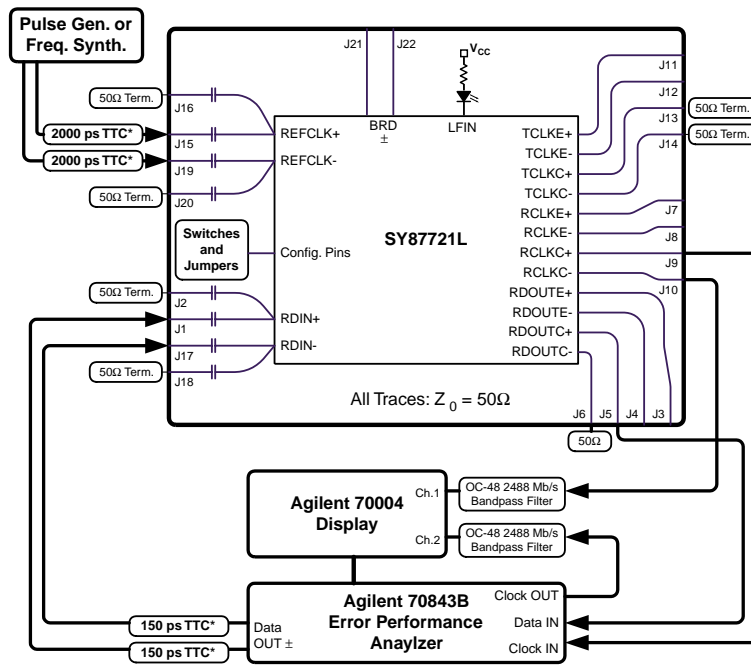 Pulse Gen. or
Freq. Synth.
J21
J22
VCC
J11
50Ω Term.
J16
J12
50Ω Term.
J13
2000 ps TTC*
J15
REFCLK+
BRD
±
LFIN
TCLKE+
50Ω Term.
J14
TCLKE-
2000 ps TTC*
J19
REFCLK-
TCLKC+
50Ω Term.
J20
TCLKC-
RCLKE+
J7
Switches
and
Jumpers
RCLKE-
J8
Config. Pins
SY87721L
RCLKC+
J9
RCLKC-
J10
50Ω Term.
J2
RDOUTE+
RDIN+
J1
RDOUTE-
RDOUTC+
RDIN-
J17
RDOUTC-
50Ω Term.
J18
All Traces: Z0 = 50Ω
J6
J5
J4
J3
50Ω
Agilent 70004
Display
Ch.1
OC-48 2488 Mb/s
Bandpass Filter
Ch.2
OC-48 2488 Mb/s
Bandpass Filter
Agilent 70843B
Error Performance
Anaylzer
Clock OUT
150 ps TTC*
Data
OUT ±
Data IN
150 ps TTC*
Clock IN